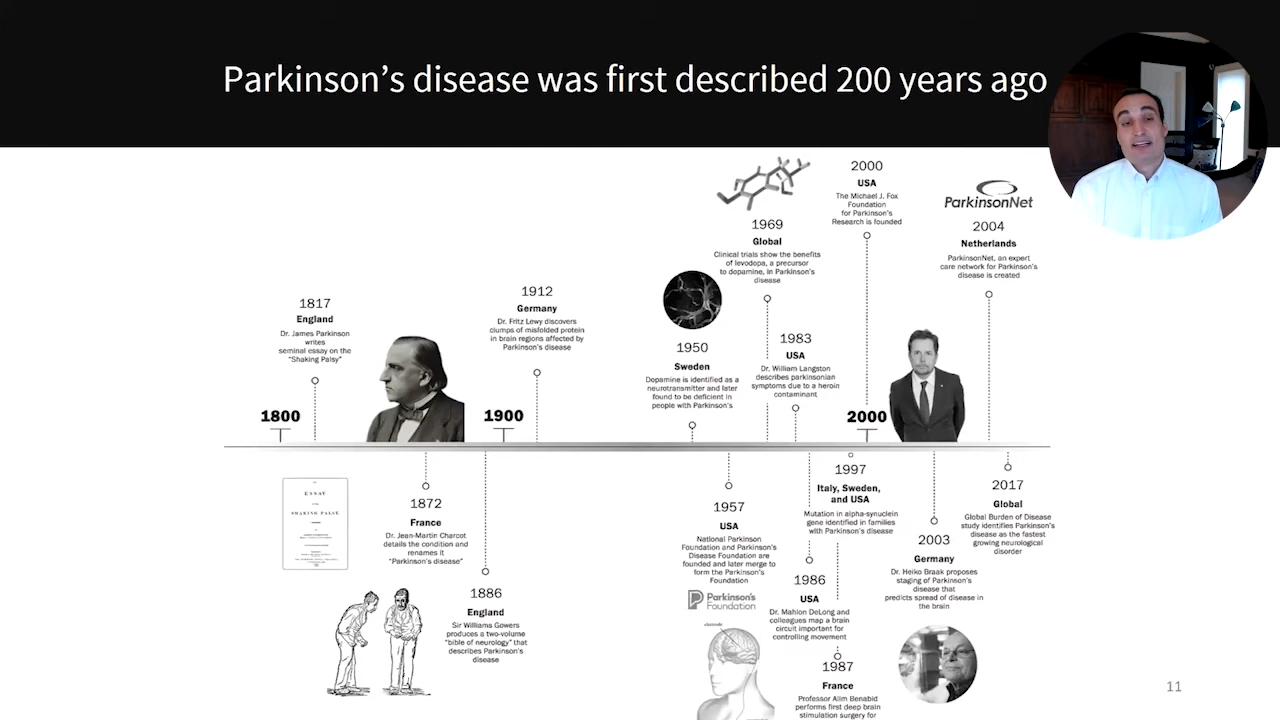 Parkinson's disease was first described 200 years ago
1817
England
Dr. James Parkinson
writes
seminal essay on the
"Shaking Palsy"
1912
Germany
Dr. Fritz Lewy discovers
clumps of misfolded protein
in brain regions affected by
Parkinson's disease
1950
Sweden
Dopamine is identified as a
neurotransmitter and later
found to be deficient in
people with Parkinson's
1969
Global
Clinical trials show the benefits
of levodopa, a precursor
to dopamine, in Parkinson's
disease
1983
USA
Dr. William Langston
describes parkinsonian
symptoms due to a heroin
contaminant
2000
USA
The Michael J. Fox
Foundation
for Parkinson's
Research is founded
ParkinsonNet
2004
Netherlands
ParkinsonNet, an expert
care network for Parkinson's
disease is created
1800
1900
2000
ESSAY
SHAKING PALSY
1872
France
Dr. Jean-Martin Charcot
details the condition and
renames it
"Parkinson's disease"
1886
England
Sir Williams Gowers
produces a two-volume
"bible of neurology" that
describes Parkinson's
disease
1957
USA
National Parkinson
Foundation and Parkinson's
Disease Foundation are
founded and later merge to
form the Parkinson's
Foundation
Parkinson's
Foundation
electrode
1986
USA
Dr. Mahlon DeLong and
colleagues map a brain
circuit important for
controlling movement
1987
France
Professor Alim Benabid
performs first deep brain
stimulation surgery for
1997
Italy, Sweden,
and USA
Mutation in alpha-synuclein
gene identified in families
with Parkinson's disease
2003
Germany
Dr. Heiko Braak proposes
staging of Parkinson's
disease that
predicts spread of disease in
the brain
2017
Global
Global Burden of Disease
study identifies Parkinson's
disease as the fastest
growing neurological
disorder
11